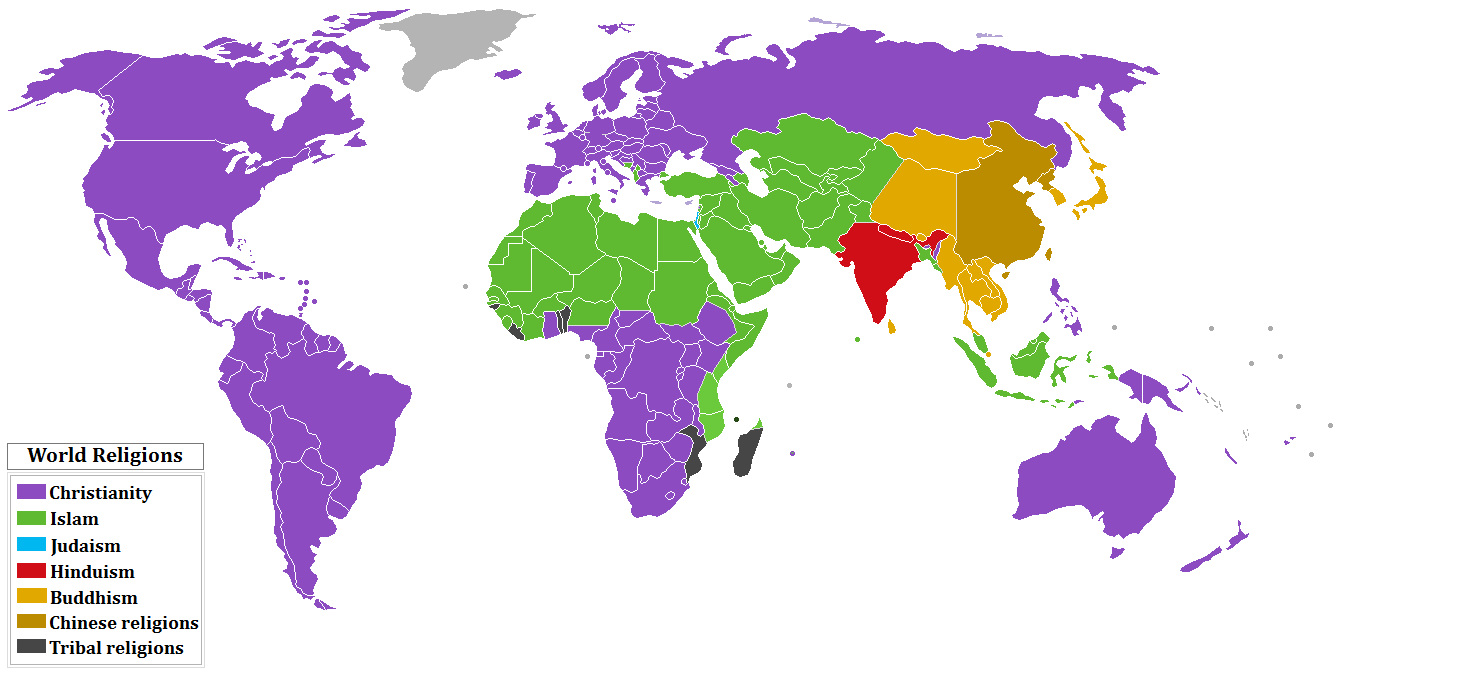 World Religions
Christianity
Islam
Judaism
Hinduism
Buddhism
Chinese religions
Tribal religions